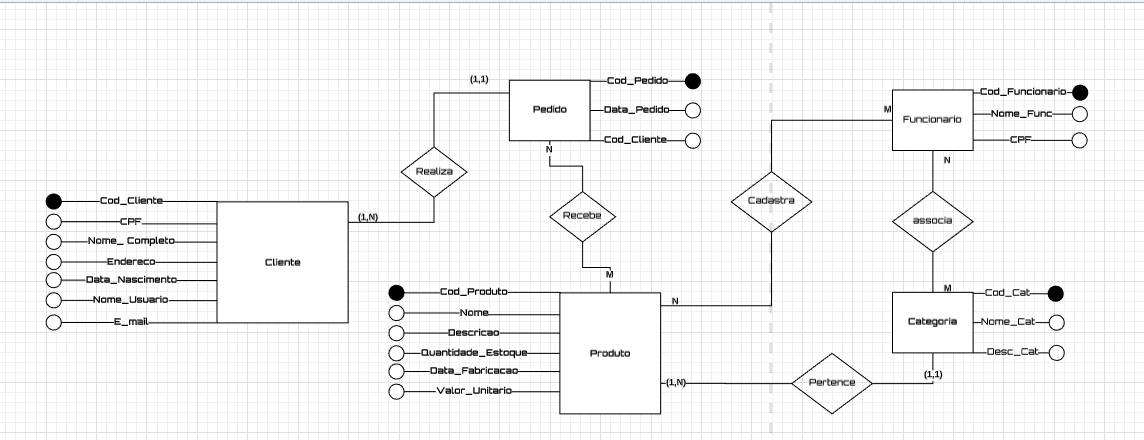 (1,1)
Pedido
Cod_Pedido
Data_Pedido
Cod_Cliente
N
Realiza
(1,N)
Cod_Cliente
CPF
Nome_ Completo
Endereco
Data_Nascimento
Nome_Usuario
E_mail
Cliente
Recebe
M
Cod_Produto
Nome
Descricao
Quantidade_Estoque
Data_Fabricacao
Valor_Unitario
Produto
N
(1,N)
Cadastra
M
Funcionario
Cod_Funcionario
Nome_Func
CPF
N
associa
M
Categoria
Cod_Cat
Nome_Cat
Desc_Cat
(1,1)
Pertence